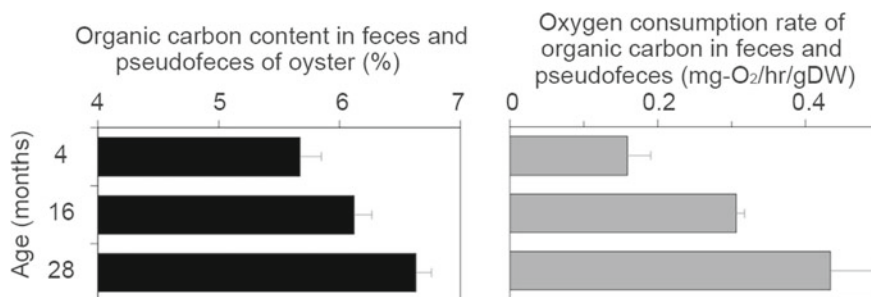 Organic carbon content in feces and
pseudofeces of oyster (%)
4 5 6 7
Oxygen consumption rate of
organic carbon in feces and
pseudofeces (mg-O₂/hr/gDW)
0 0.2 0.4
Age (months)
4
16
28